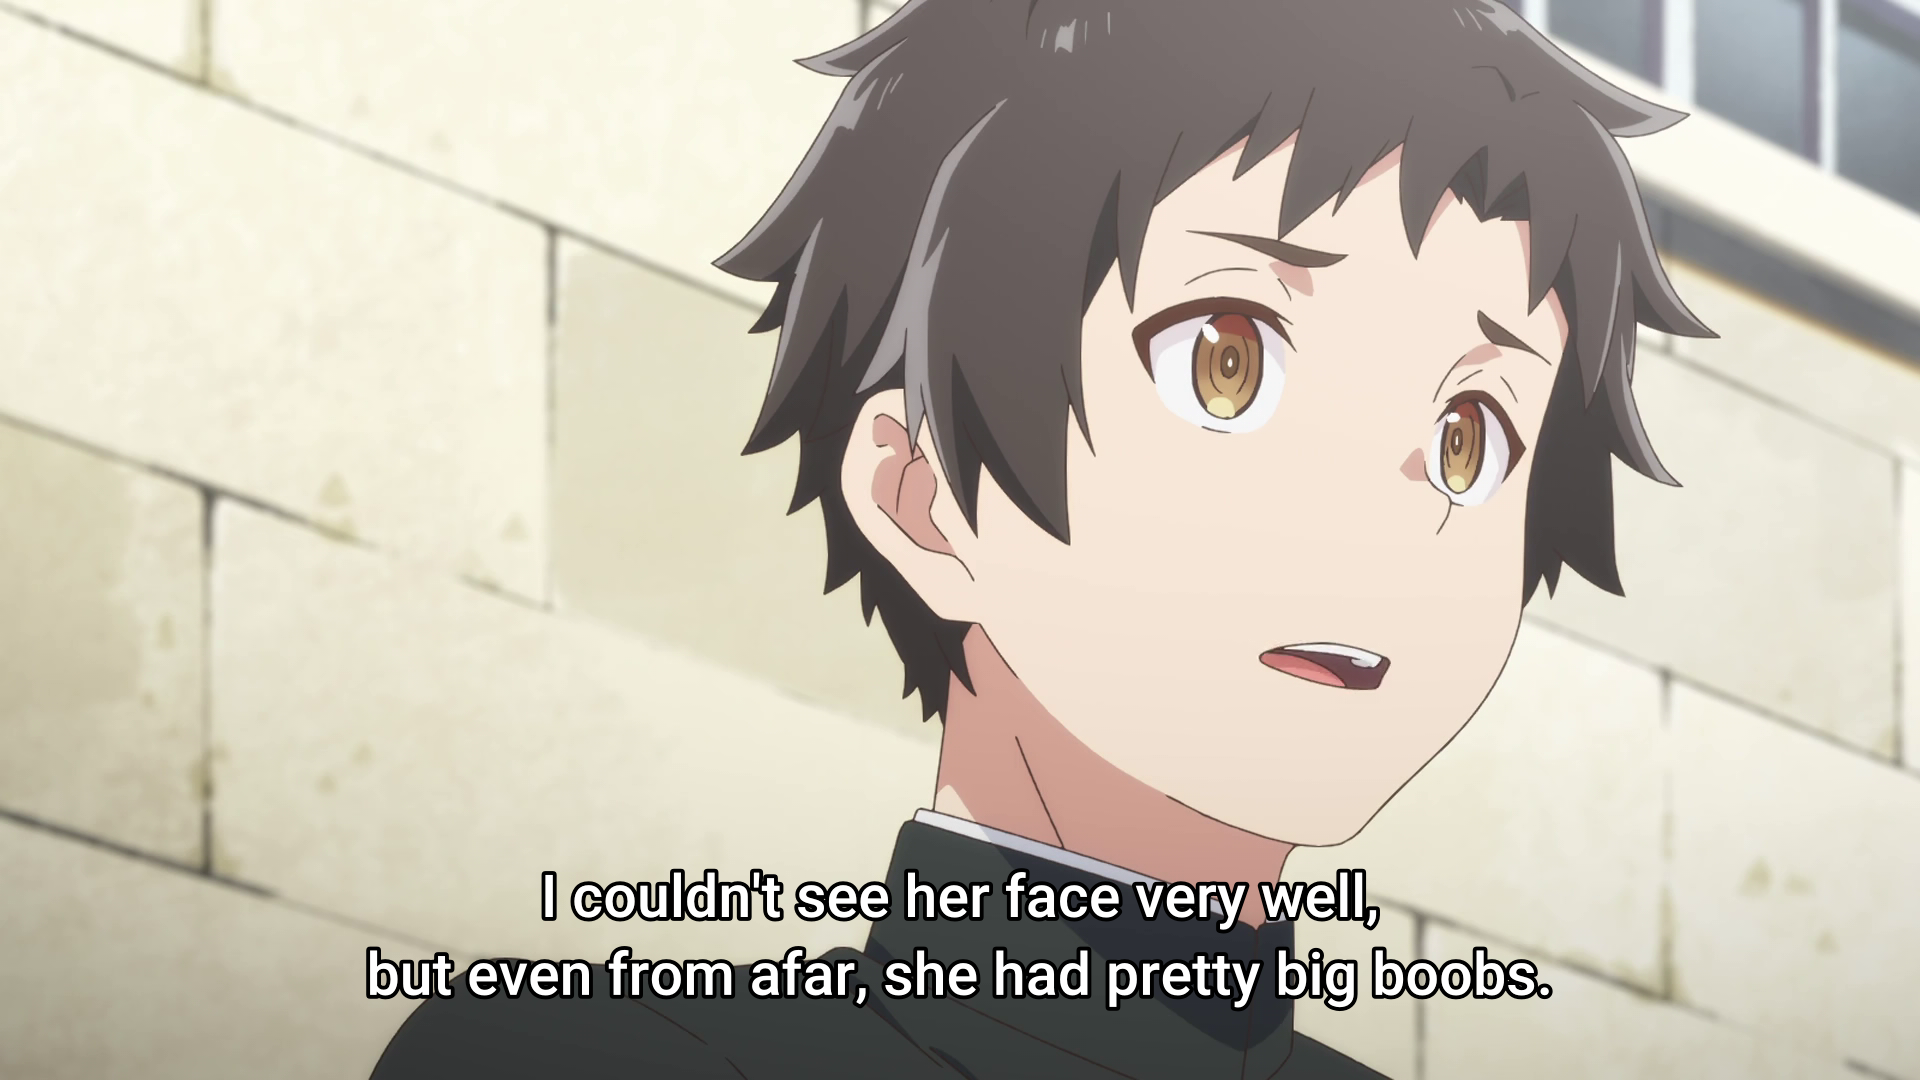 I couldn't see her face very well,
but even from afar, she had pretty big boobs.